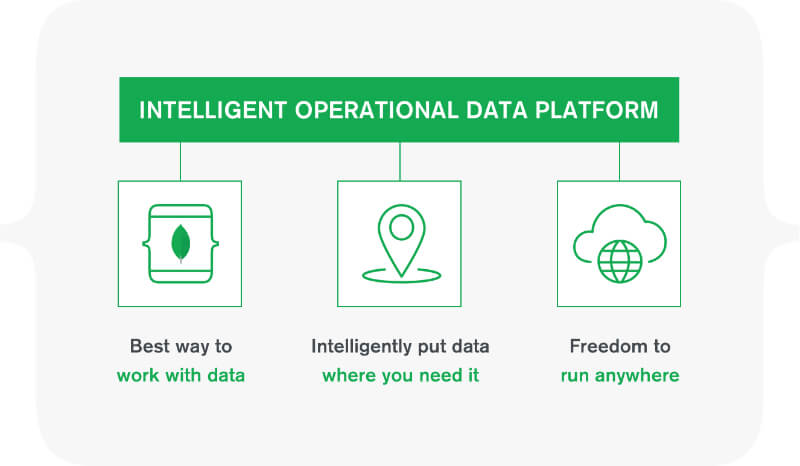 INTELLIGENT OPERATIONAL DATA PLATFORM
Best way to
work with data
Intelligently put data
where you need it
Freedom to
run anywhere